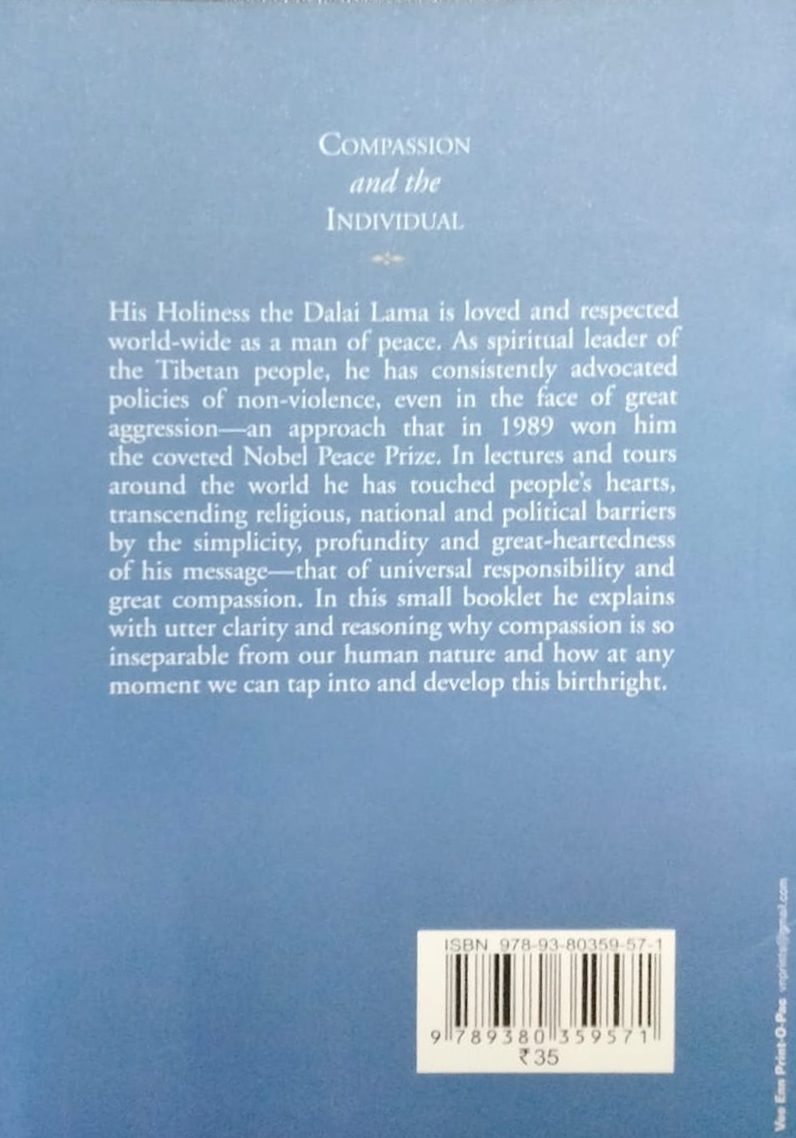 COMPASSION
and the
INDIVIDUAL
His Holiness the Dalai Lama is loved and respected
world-wide as a man of peace. As spiritual leader of
the Tibetan people, he has consistently advocated
policies of non-violence, even in the face of great
aggression—an approach that in 1989 won him
the coveted Nobel Peace Prize. In lectures and tours
around the world he has touched people's hearts,
transcending religious, national and political barriers
by the simplicity, profundity and great-heartedness
of his message—that of universal responsibility and
great compassion. In this small booklet he explains
with utter clarity and reasoning why compassion is so
inseparable from our human nature and how at any
moment we can tap into and develop this birthright.
ISBN 978-93-80359-57-1
9 789380 359571
₹35
Vee Enn Print-O-Pac vnprints@gmail.com